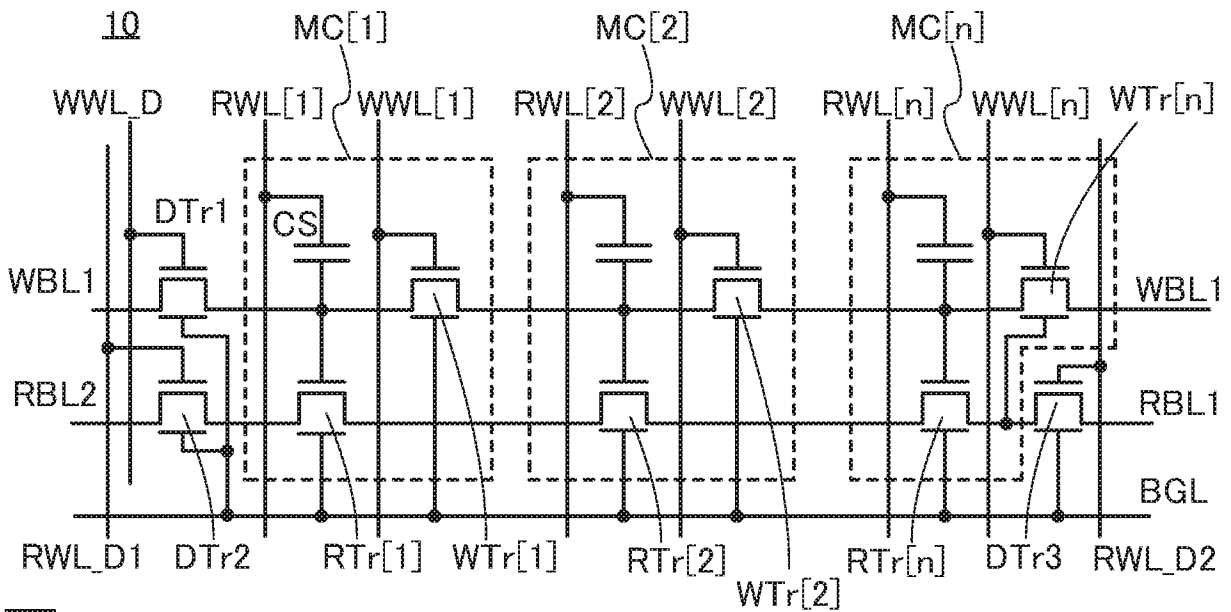 10 MC[1] MC[2] MC[n]
WWL_D RWL[1] WWL[1] RWL[2] WWL[2] RWL[n] WWL[n] WTr[n]
DTr1 CS
WBL1 WBL1
RBL2 RBL1
BGL
RWL_D1 DTr2 RTr[1] WTr[1] RTr[2] WTr[2] RTr[n] DTr3 RWL_D2